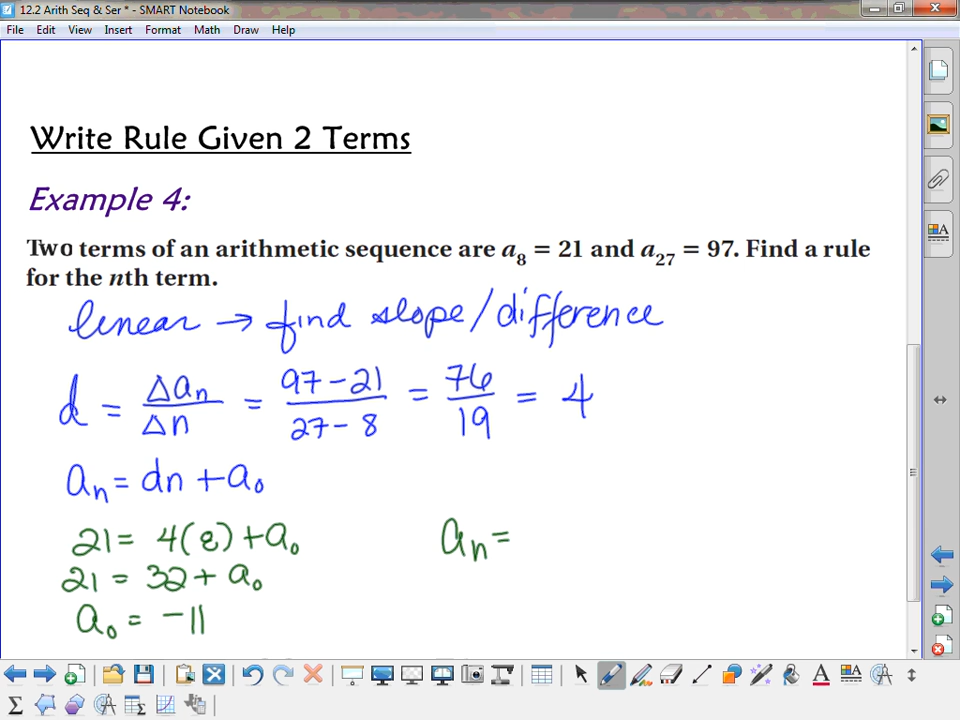 12.2 Arith Seq & Ser * - SMART Notebook
File Edit View Insert Format Math Draw Help
Write Rule Given 2 Terms
Example 4:
Two terms of an arithmetic sequence are a₈ = 21 and a₂₇ = 97. Find a rule
for the nth term.
linear → find slope/difference
d = Δaₙ/Δn = 97-21/27-8 = 76/19 = 4
aₙ = dn + a₀
21 = 4(8) + a₀
aₙ =
21 = 32 + a₀
a₀ = -11